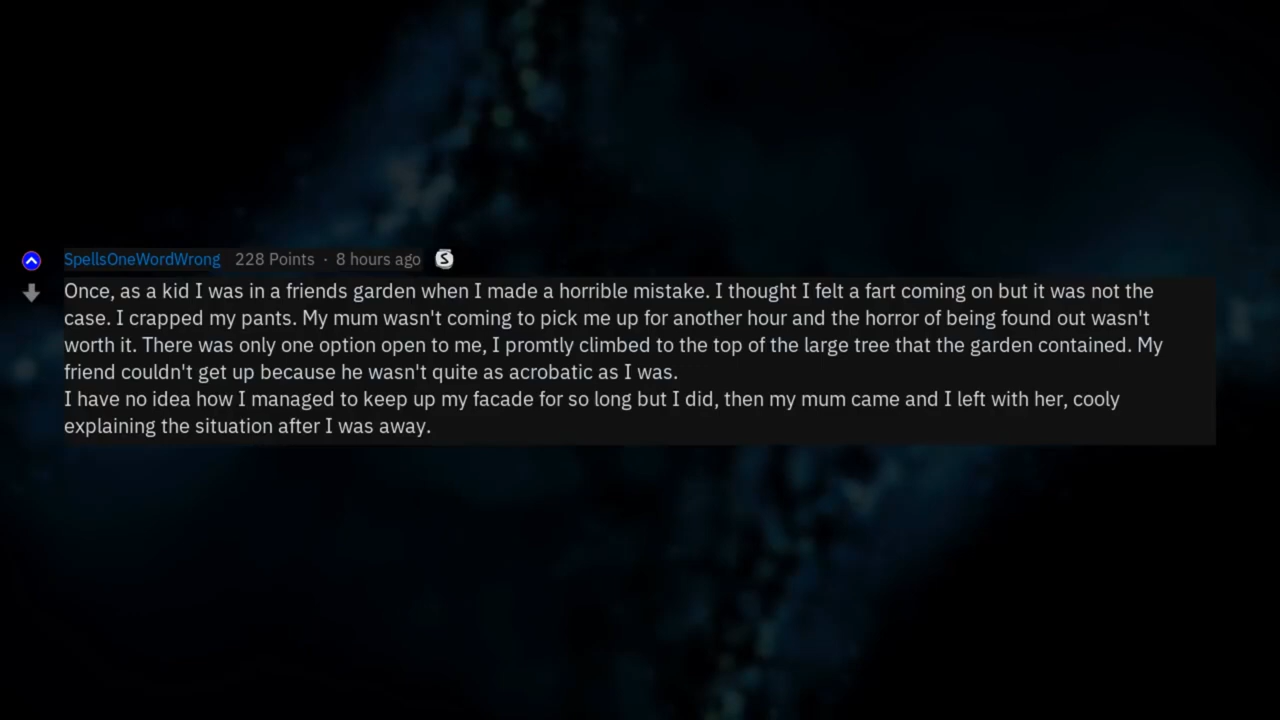 SpellsOneWordWrong 228 Points · 8 hours ago S
Once, as a kid I was in a friends garden when I made a horrible mistake. I thought I felt a fart coming on but it was not the
case. I crapped my pants. My mum wasn't coming to pick me up for another hour and the horror of being found out wasn't
worth it. There was only one option open to me, I promtly climbed to the top of the large tree that the garden contained. My
friend couldn't get up because he wasn't quite as acrobatic as I was.
I have no idea how I managed to keep up my facade for so long but I did, then my mum came and I left with her, cooly
explaining the situation after I was away.